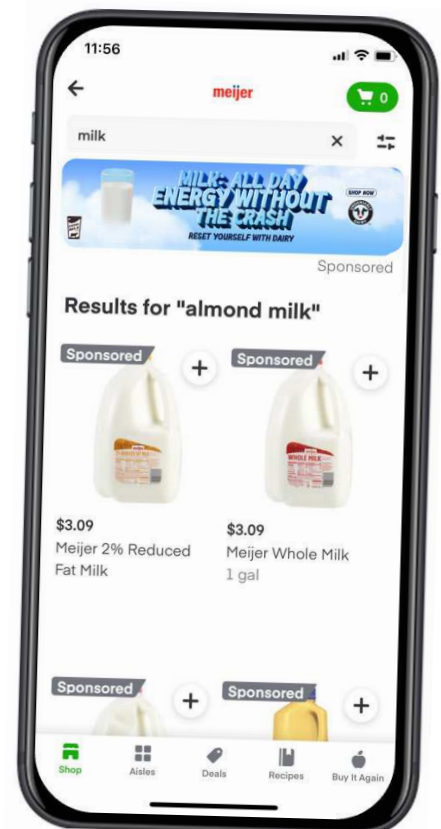 11:56
meijer
0
milk
MILK: ALL DAY
ENERGY WITHOUT
THE CRASH
RESET YOURSELF WITH DAIRY
SHOP NOW
Sponsored
Results for "almond milk"
Sponsored
Sponsored
WHOLE MILK
$3.09
$3.09
Meijer 2% Reduced
Fat Milk
Meijer Whole Milk
1 gal
Sponsored
Sponsored
Shop
Aisles
Deals
Recipes
Buy It Again